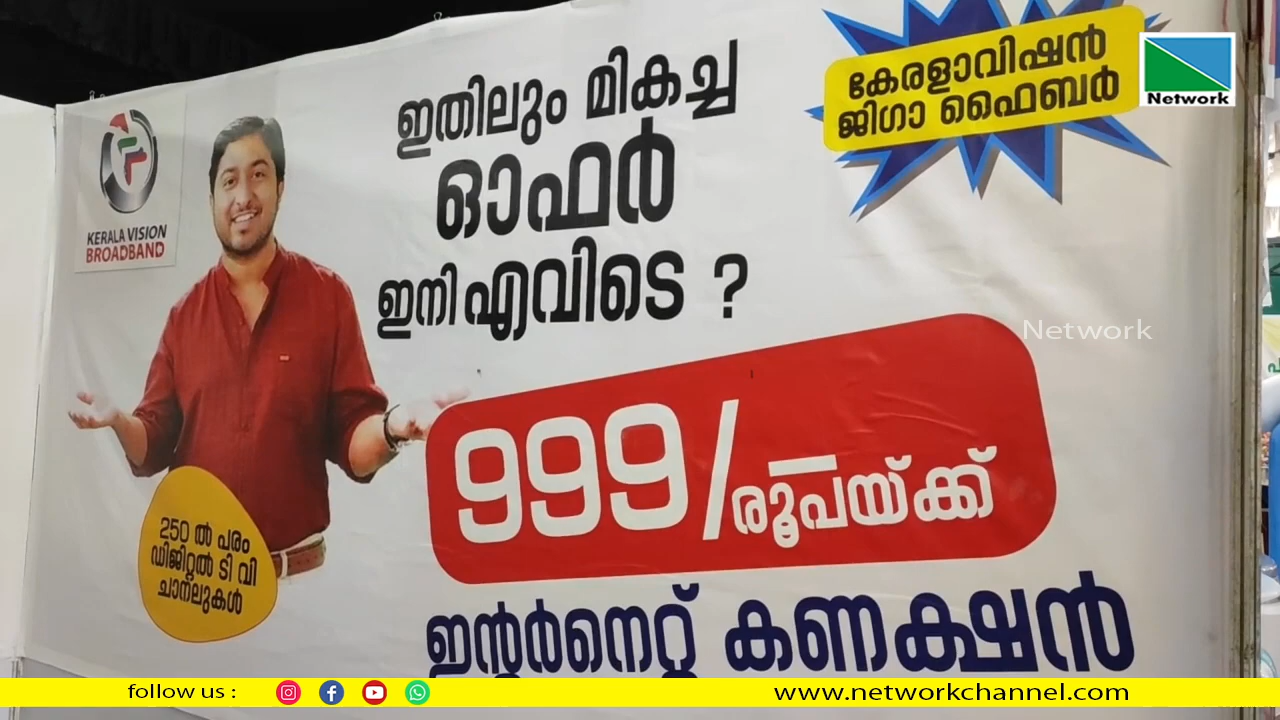 KERALA VISION
BROADBAND
ഇതിലും മികച്ച
ഓഫർ
ഇനി എവിടെ ?
കേരളാവിഷൻ
ജിഗാ ഫൈബർ
Network
Network
999/–
രൂപയ്ക്ക്
ഇന്റർനെറ്റ് കണക്ഷൻ
250 ൽ പരം
ഡിജിറ്റൽ ടി വി
ചാനലുകൾ
follow us :
www.networkchannel.com